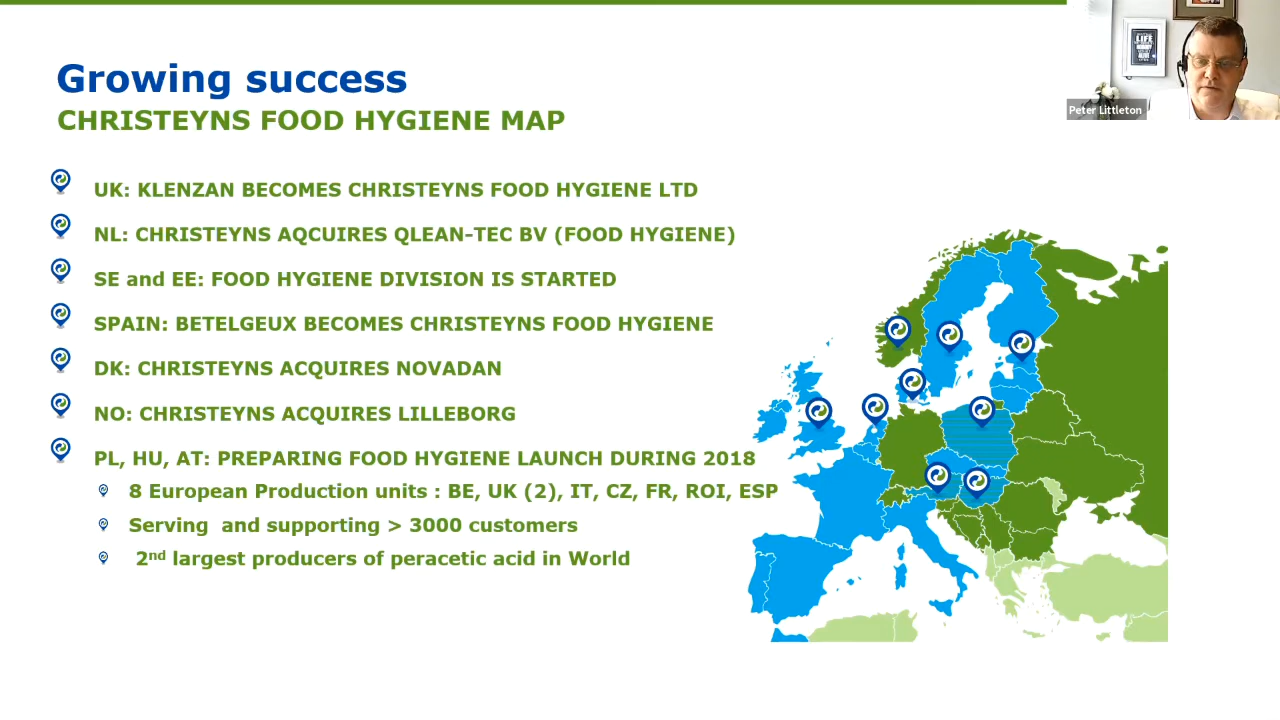 Growing success
CHRISTEYNS FOOD HYGIENE MAP
UK: KLENZAN BECOMES CHRISTEYNS FOOD HYGIENE LTD
NL: CHRISTEYNS AQCUIRES QLEAN-TEC BV (FOOD HYGIENE)
SE and EE: FOOD HYGIENE DIVISION IS STARTED
SPAIN: BETELGEUX BECOMES CHRISTEYNS FOOD HYGIENE
DK: CHRISTEYNS ACQUIRES NOVADAN
NO: CHRISTEYNS ACQUIRES LILLEBORG
PL, HU, AT: PREPARING FOOD HYGIENE LAUNCH DURING 2018
8 European Production units : BE, UK (2), IT, CZ, FR, ROI, ESP
Serving and supporting > 3000 customers
2nd largest producers of peracetic acid in World
LIFE
Peter Littleton